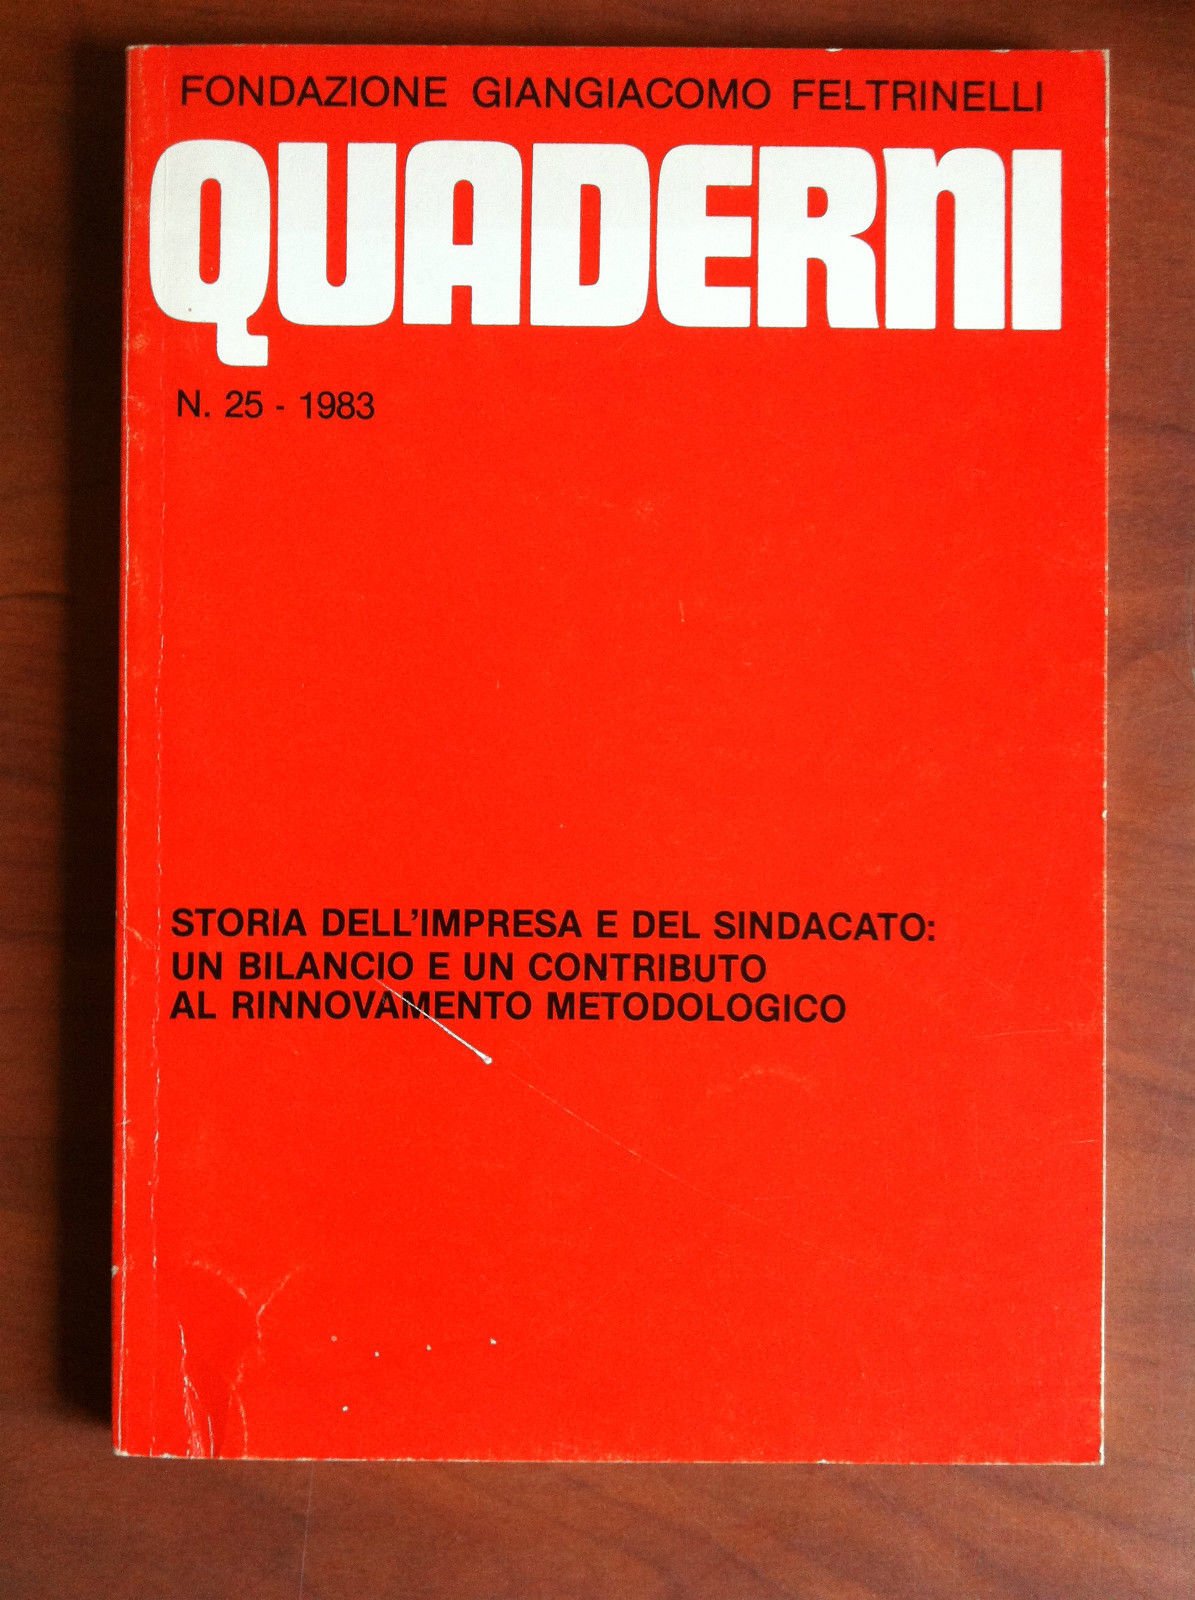 FONDAZIONE GIANGIACOMO FELTRINELLI
QUADERNI
N. 25 - 1983
STORIA DELL'IMPRESA E DEL SINDACATO:
UN BILANCIO E UN CONTRIBUTO
AL RINNOVAMENTO METODOLOGICO